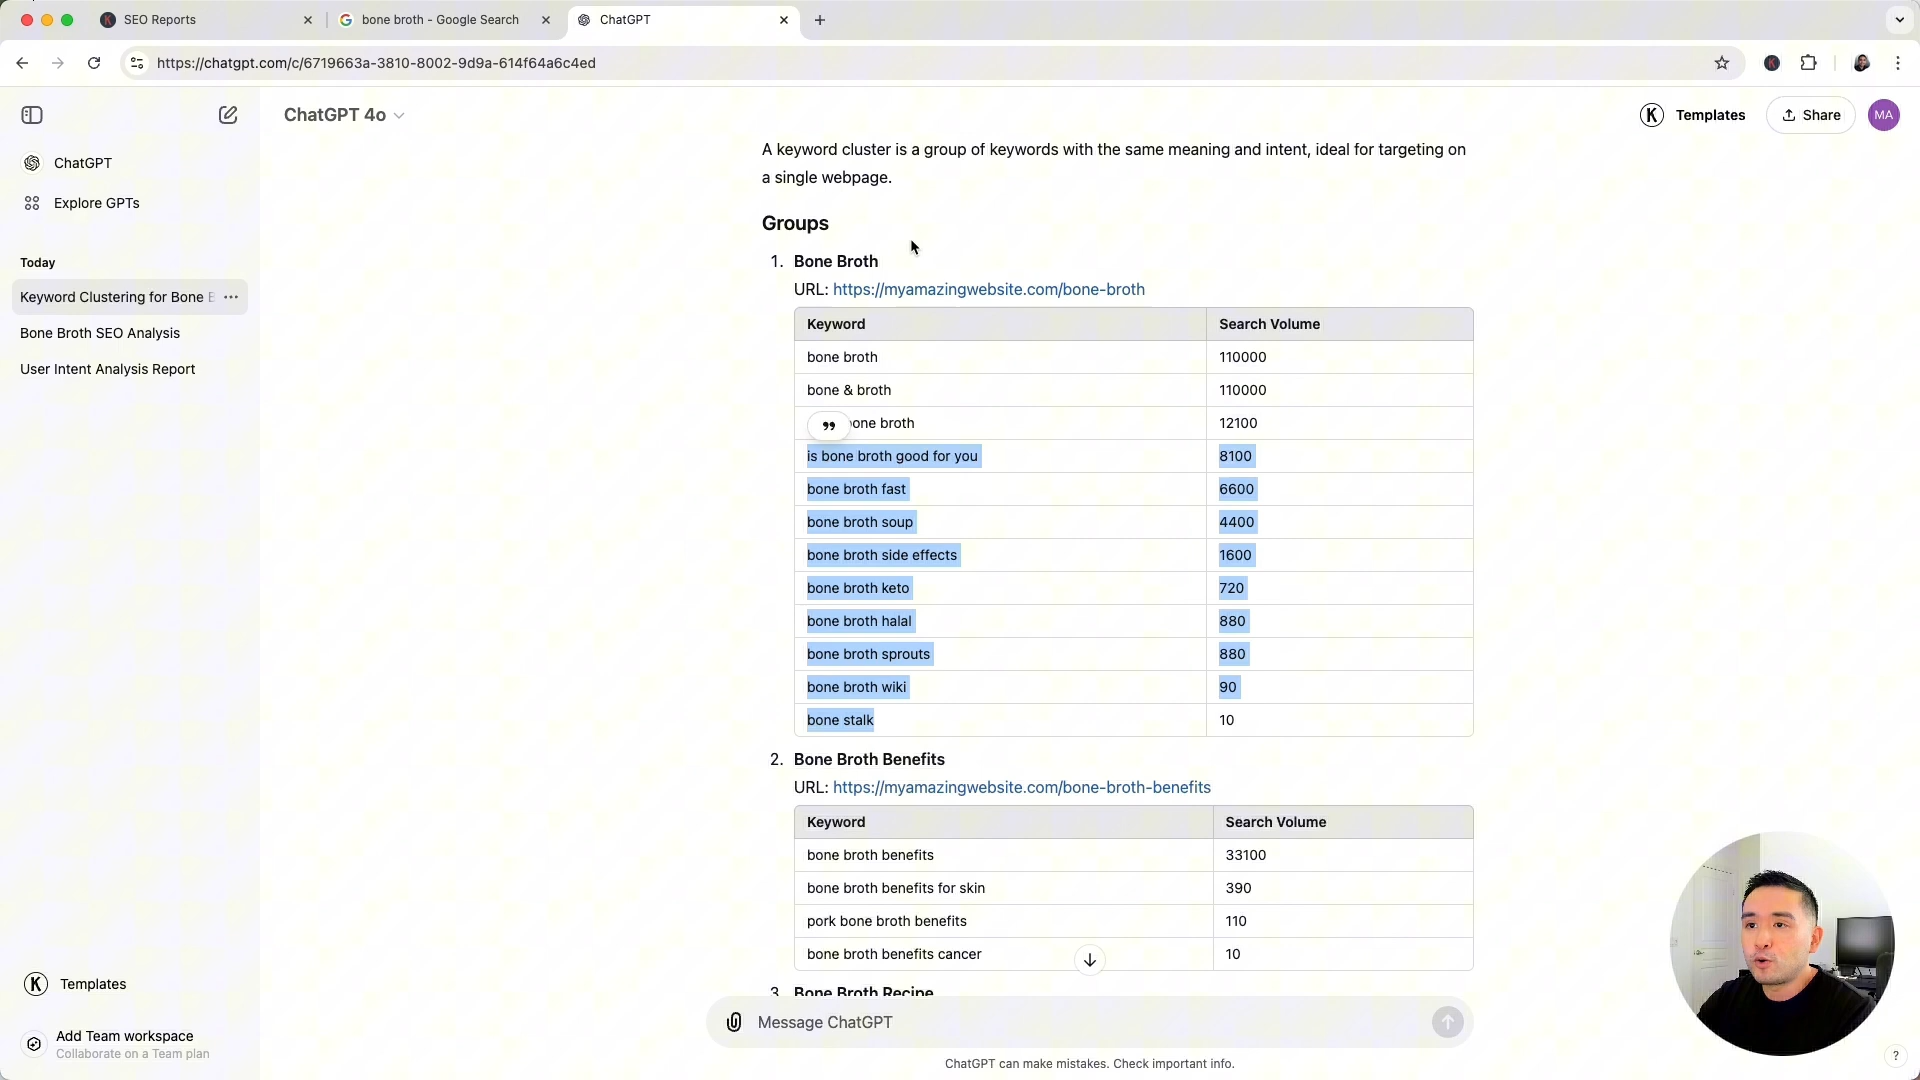 SEO Reports
bone broth - Google Search
ChatGPT
https://chatgpt.com/c/6719663a-3810-8002-9d9a-614f64a6c4ed
ChatGPT 4o
K Templates
Share
MA
ChatGPT
Explore GPTs
Today
Keyword Clustering for Bone B
Bone Broth SEO Analysis
User Intent Analysis Report
K Templates
Add Team workspace
Collaborate on a Team plan
A keyword cluster is a group of keywords with the same meaning and intent, ideal for targeting on
a single webpage.
Groups
1. Bone Broth
URL: https://myamazingwebsite.com/bone-broth
Keyword Search Volume
bone broth 110000
bone & broth 110000
bone broth 12100
is bone broth good for you 8100
bone broth fast 6600
bone broth soup 4400
bone broth side effects 1600
bone broth keto 720
bone broth halal 880
bone broth sprouts 880
bone broth wiki 90
bone stalk 10
2. Bone Broth Benefits
URL: https://myamazingwebsite.com/bone-broth-benefits
Keyword Search Volume
bone broth benefits 33100
bone broth benefits for skin 390
pork bone broth benefits 110
bone broth benefits cancer 10
3. Bone Broth Recipe
Message ChatGPT
ChatGPT can make mistakes. Check important info.
?